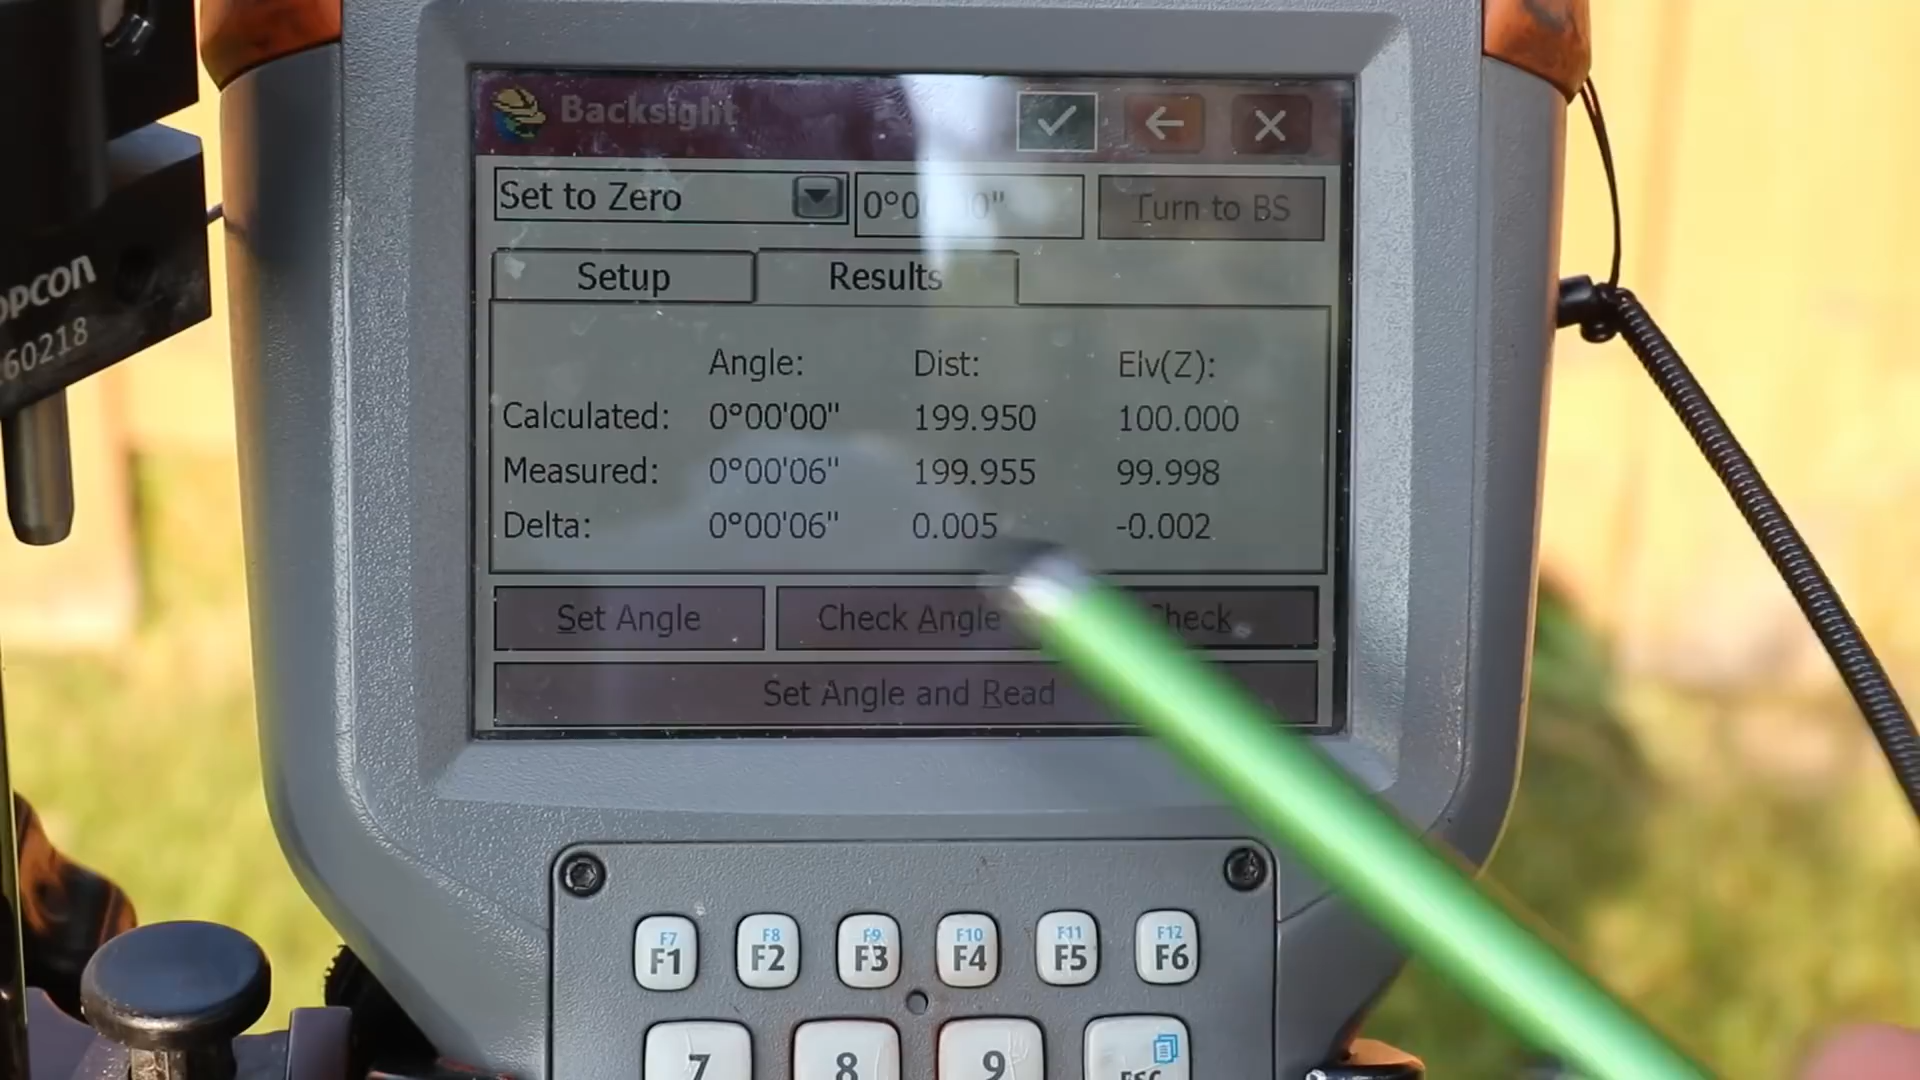 Backsight
Set to Zero
Turn to BS
Setup Results
Angle: Dist: Elv(Z):
Calculated: 0°00'00" 199.950 100.000
Measured: 0°00'06" 199.955 99.998
Delta: 0°00'06" 0.005 -0.002
Set Angle Check Angle Check
Set Angle and Read
opcon
60218
F7 F8 F9 F10 F11 F12
F1 F2 F3 F4 F5 F6
7 8 9 ESC